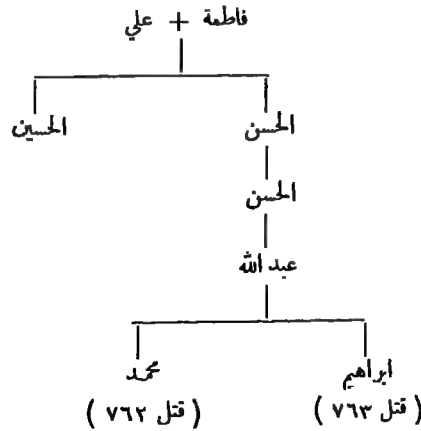 فاطمة + علي
الحسن الحسين
الحسن
عبد الله
ابراهيم محمد
( قتل ٧٦٣ ) ( قتل ٧٦٢ )